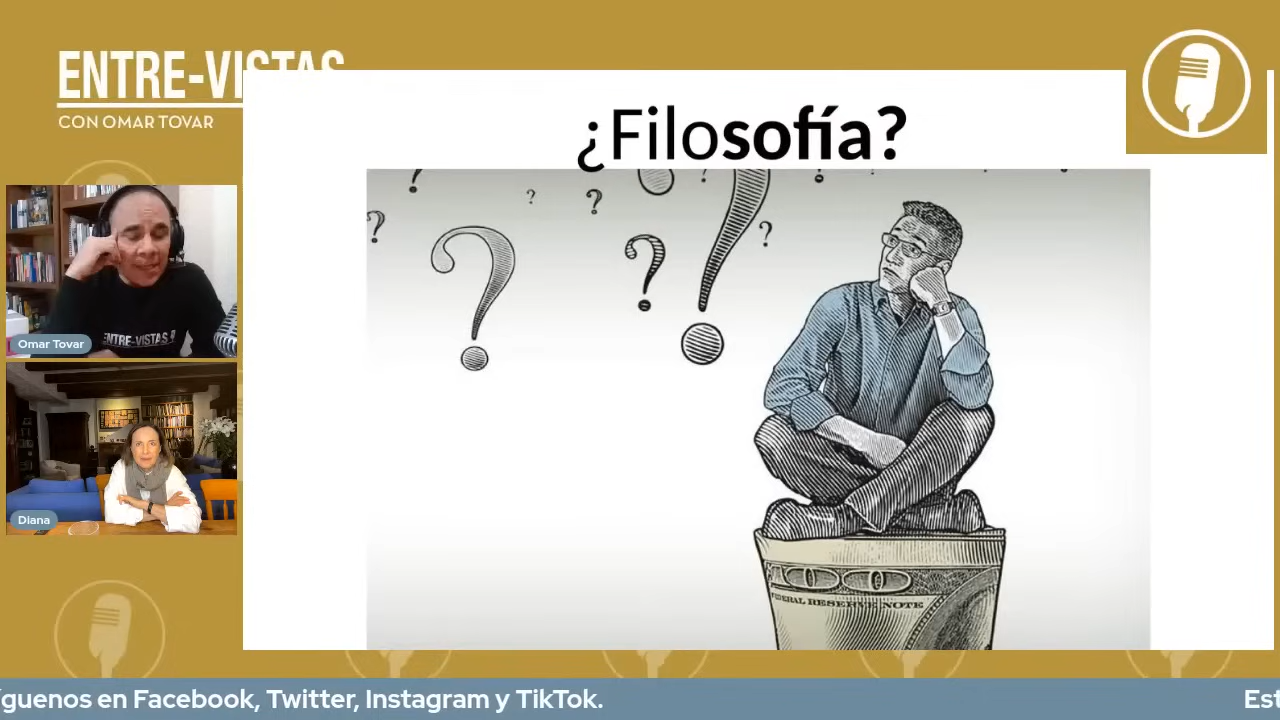 ENTRE-VISTAS
CON OMAR TOVAR
¿Filosofía?
ENTRE-VISTAS
Omar Tovar
Diana
100
FEDERAL RESERVE NOTE
íguenos en Facebook, Twitter, Instagram y TikTok.
Est